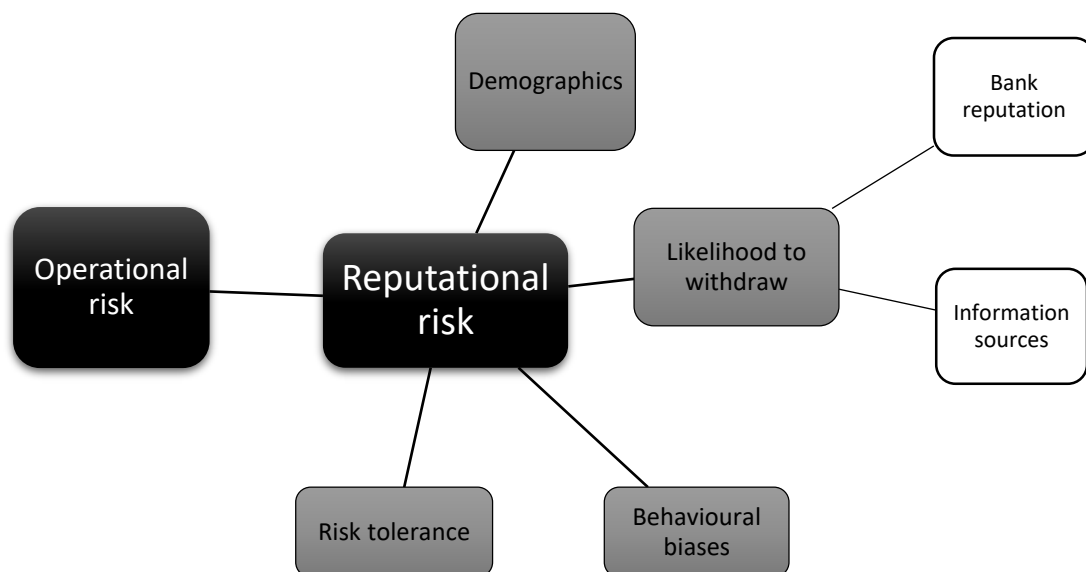 Demographics
Bank
reputation
Operational
risk
Reputational
risk
Likelihood to
withdraw
Information
sources
Risk tolerance
Behavioural
biases